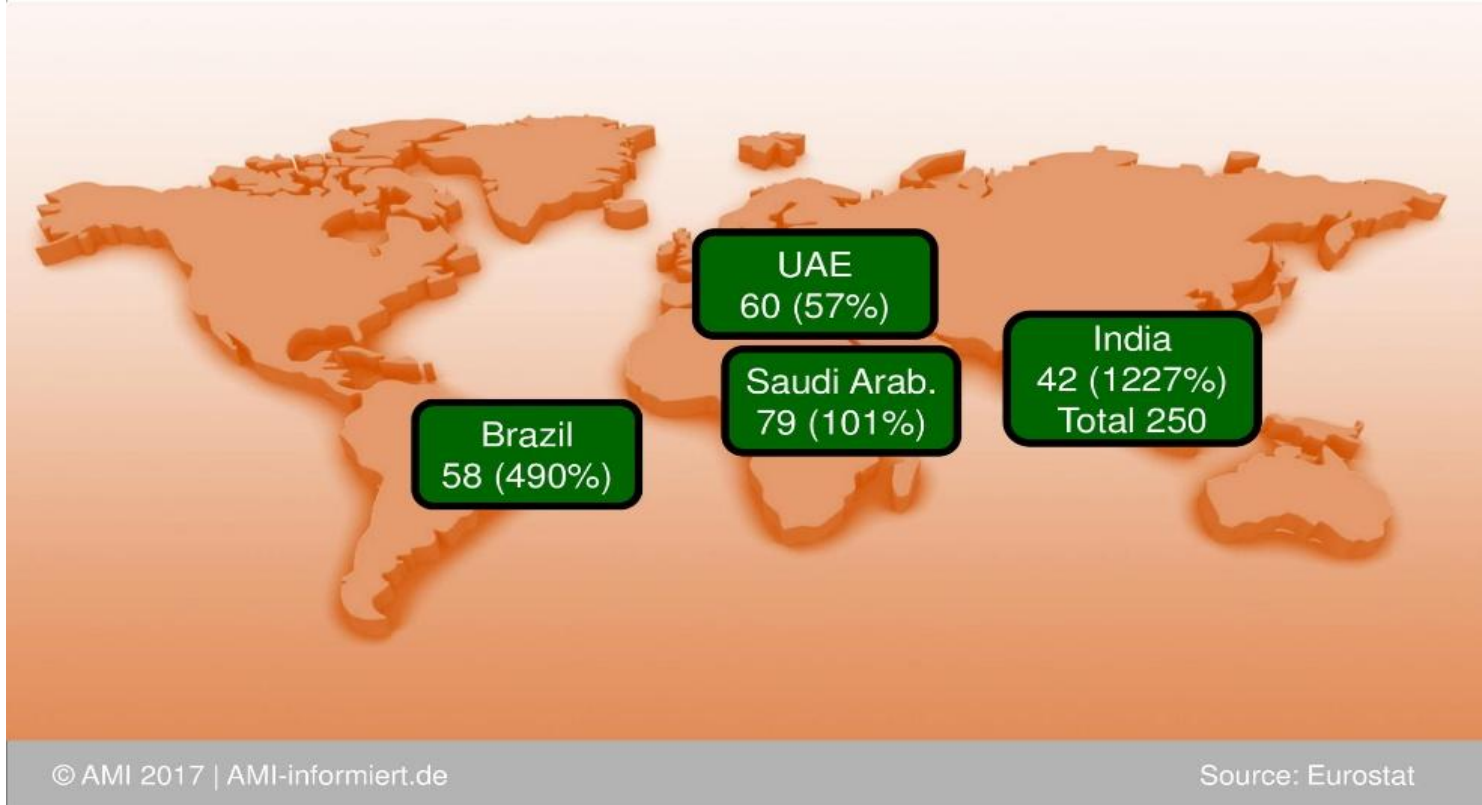 UAE
60 (57%)
India
42 (1227%)
Total 250
Saudi Arab.
79 (101%)
Brazil
58 (490%)
© AMI 2017 | AMI-informiert.de
Source: Eurostat